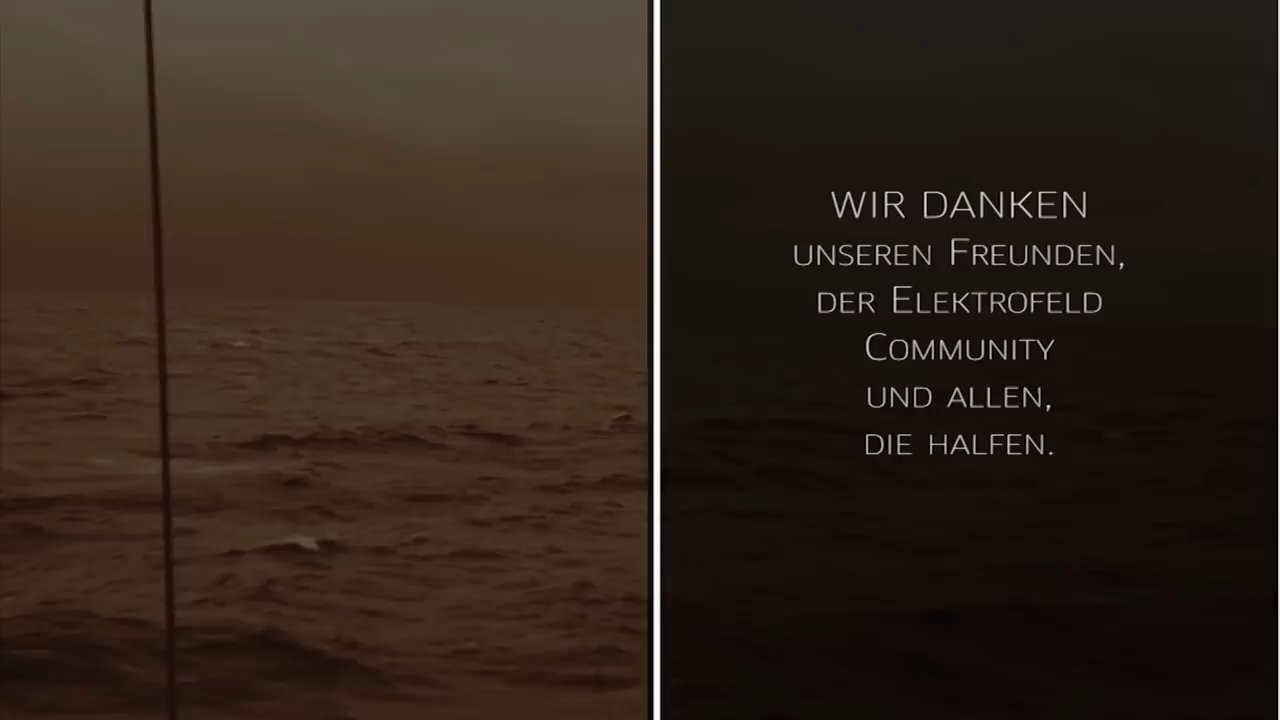 WIR DANKEN
UNSEREN FREUNDEN,
DER ELEKTROFELD
COMMUNITY
UND ALLEN,
DIE HALFEN.